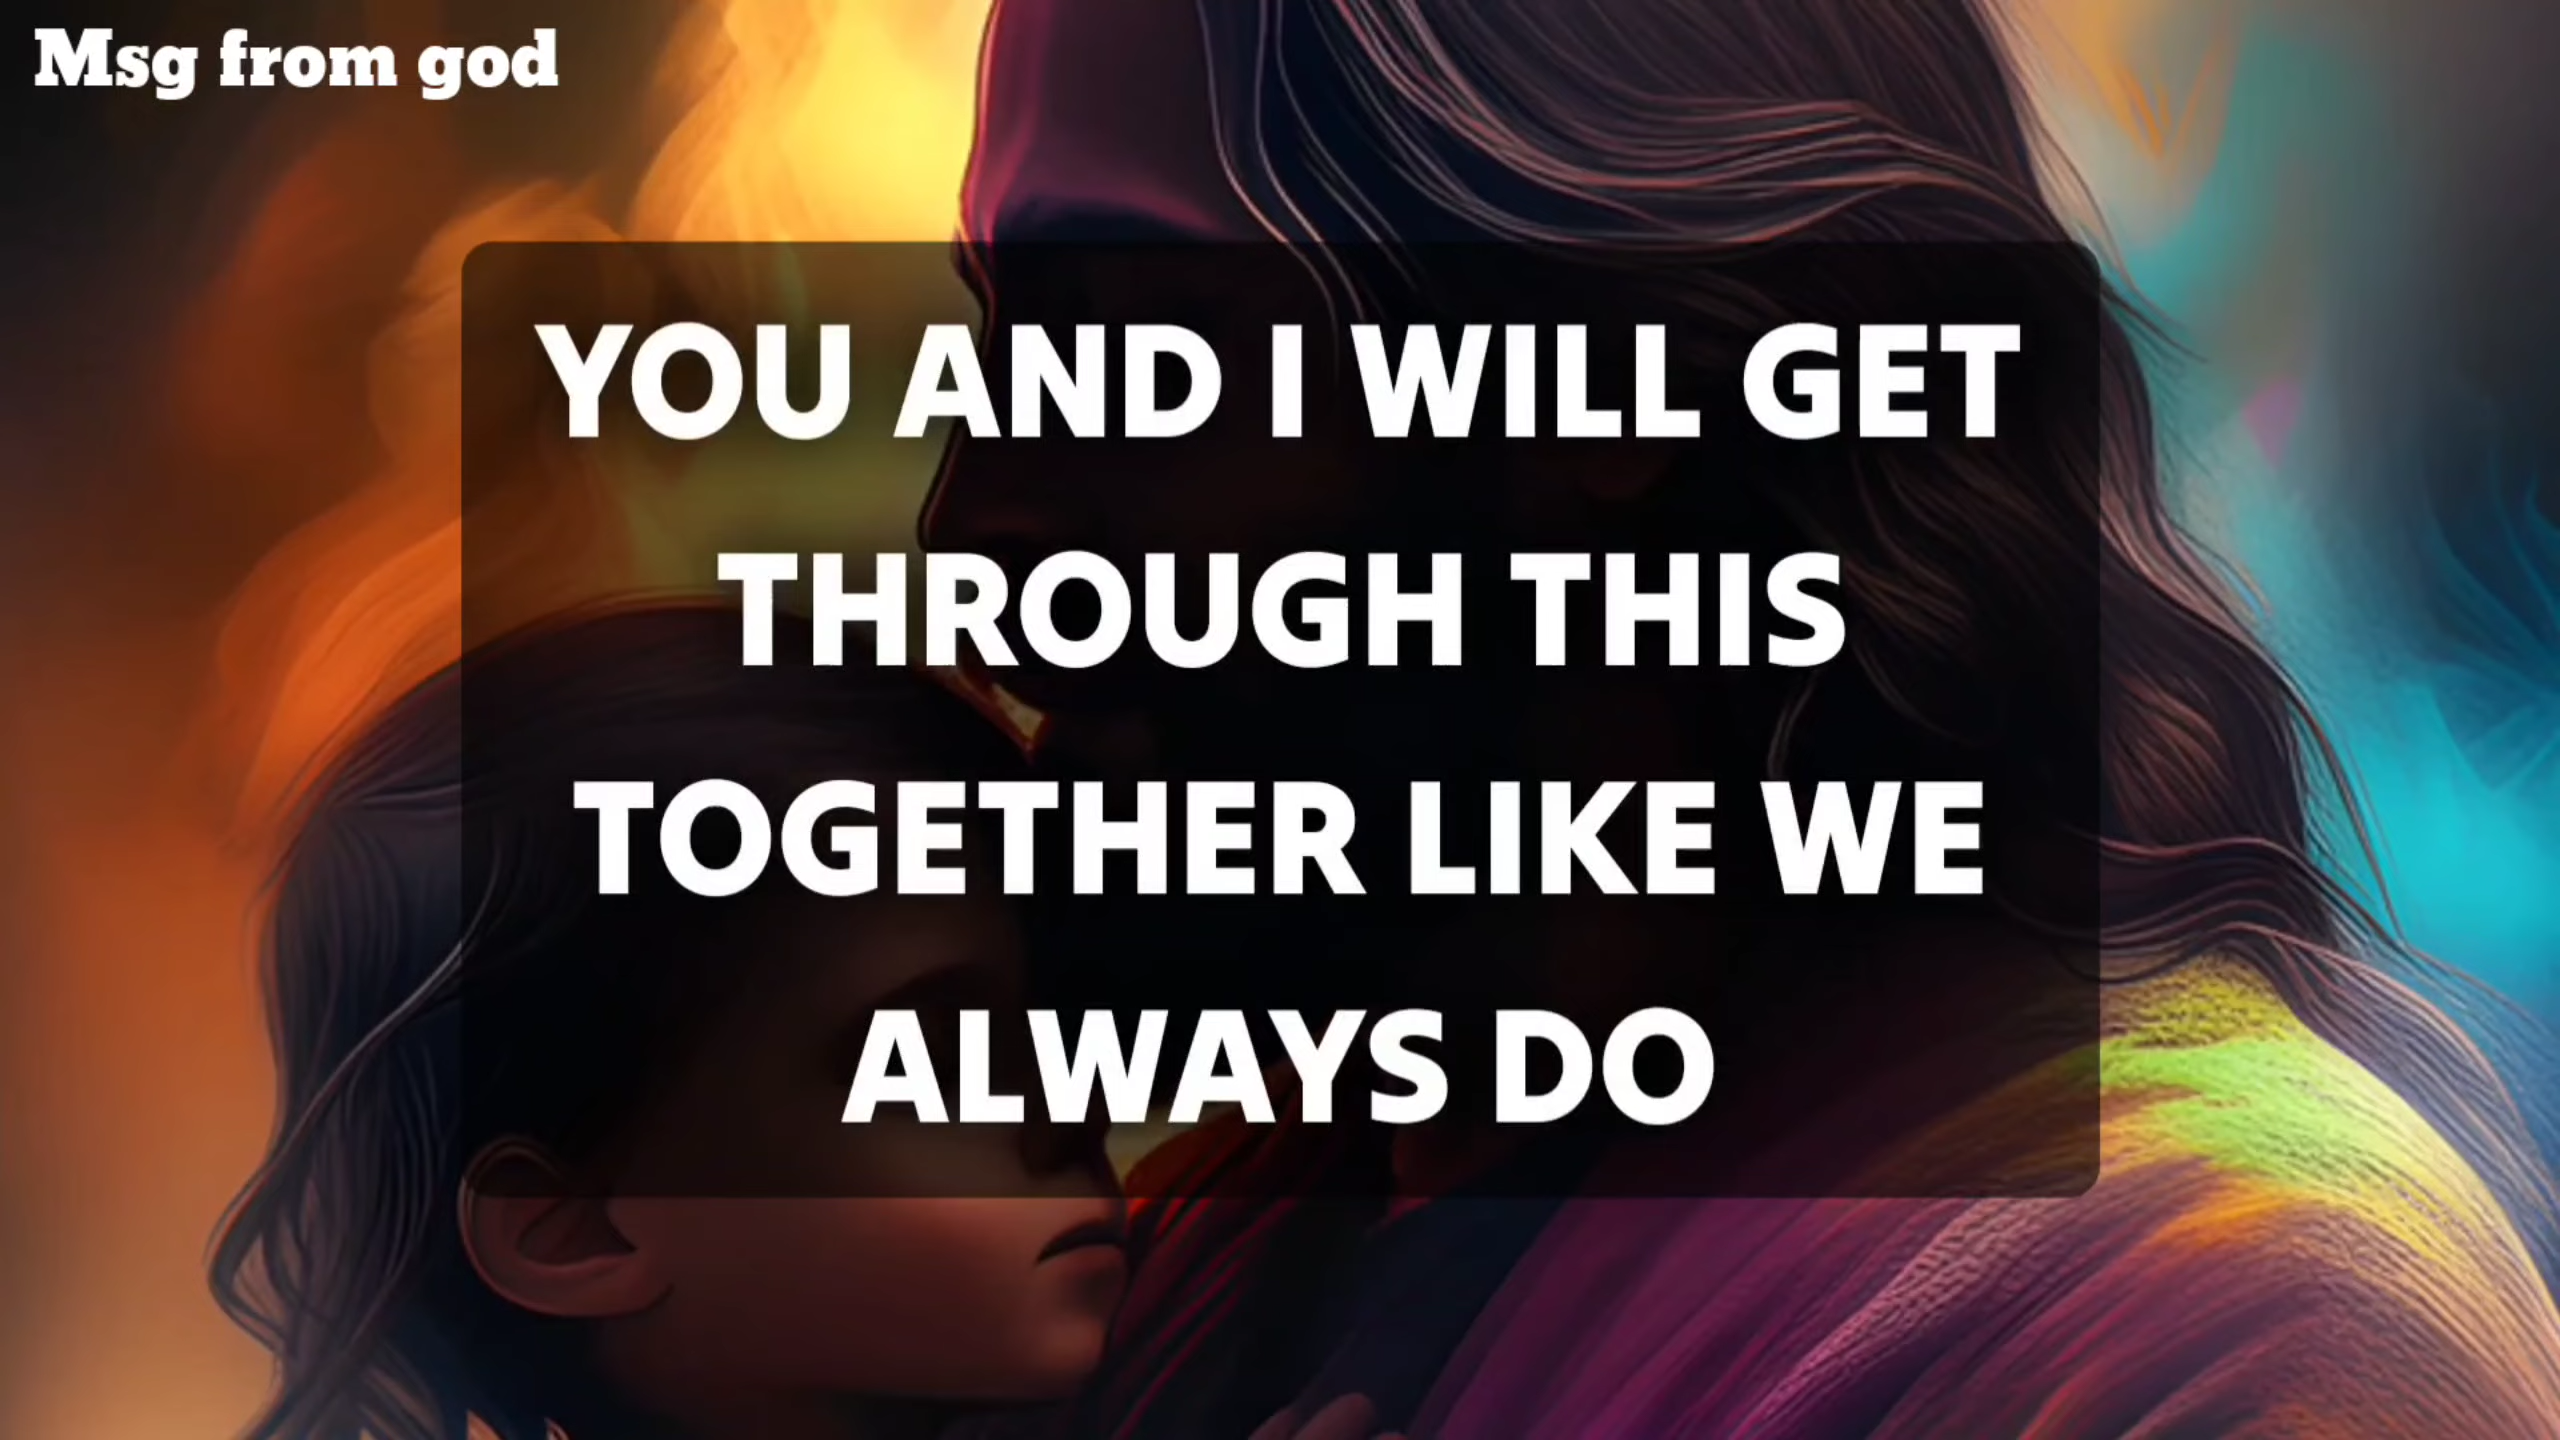 Msg from god
YOU AND I WILL GET
THROUGH THIS
TOGETHER LIKE WE
ALWAYS DO